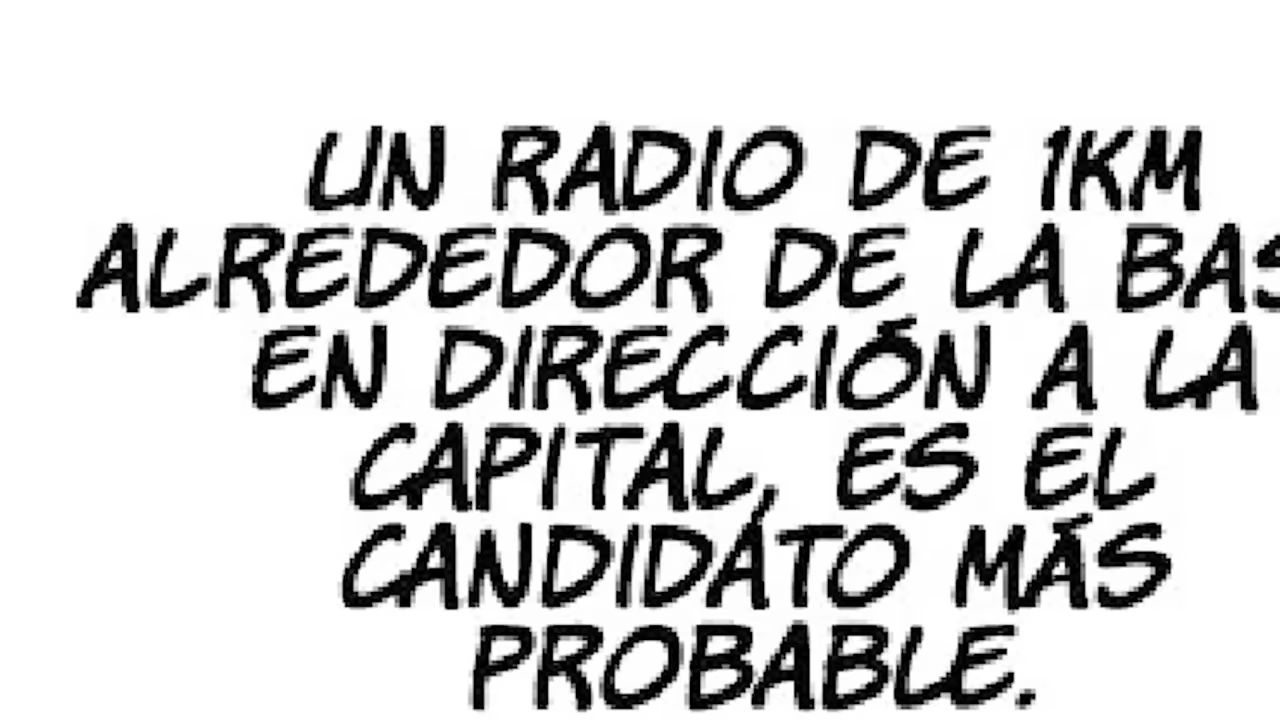 UN RADIO DE 1KM
ALREDEDOR DE LA BAS
EN DIRECCIÓN A LA
CAPITAL, ES EL
CANDIDATO MÁS
PROBABLE.